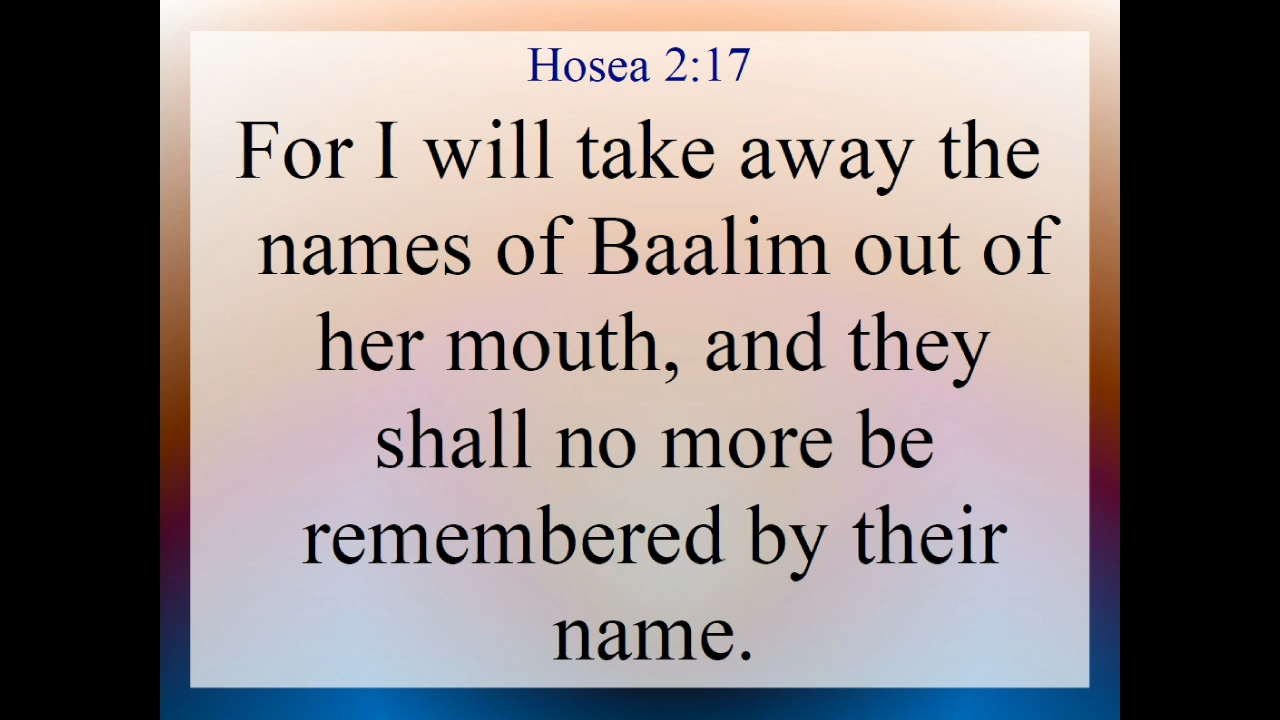 Hosea 2:17
For I will take away the
names of Baalim out of
her mouth, and they
shall no more be
remembered by their
name.